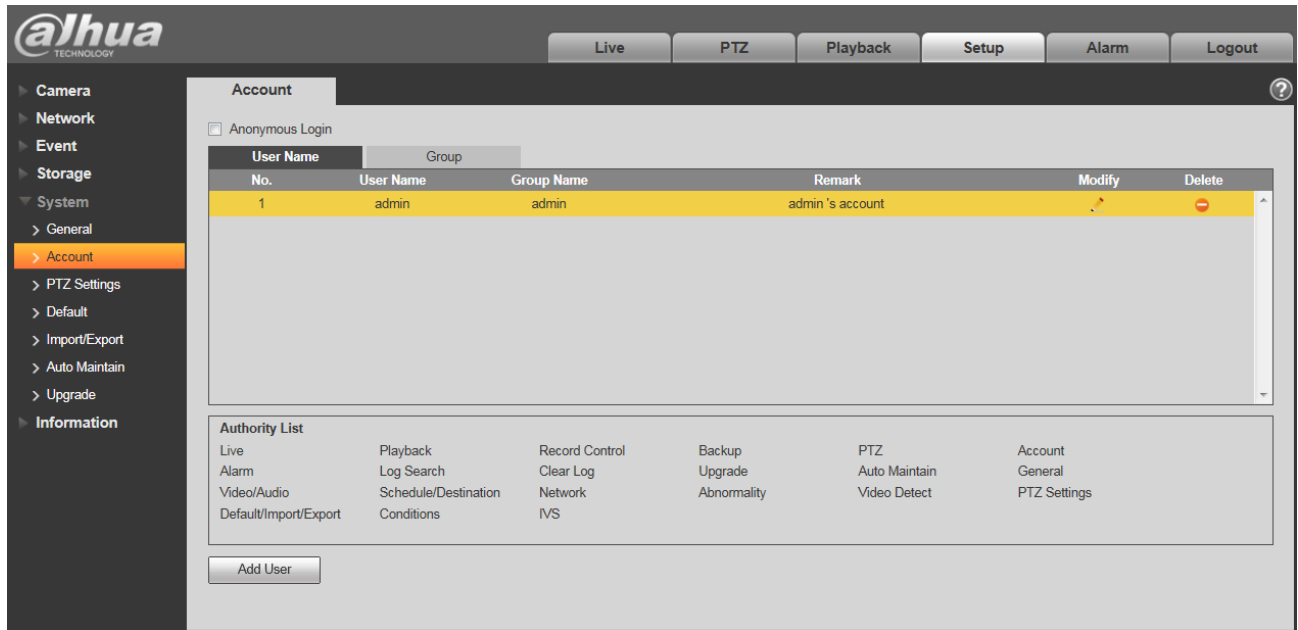 alhua
TECHNOLOGY
Live PTZ Playback Setup Alarm Logout
Camera
Network
Event
Storage
System
General
Account
PTZ Settings
Default
Import/Export
Auto Maintain
Upgrade
Information
Account ?
Anonymous Login
User Name Group
No. User Name Group Name Remark Modify Delete
1 admin admin admin 's account
Authority List
Live Playback Record Control Backup PTZ Account
Alarm Log Search Clear Log Upgrade Auto Maintain General
Video/Audio Schedule/Destination Network Abnormality Video Detect PTZ Settings
Default/Import/Export Conditions IVS
Add User